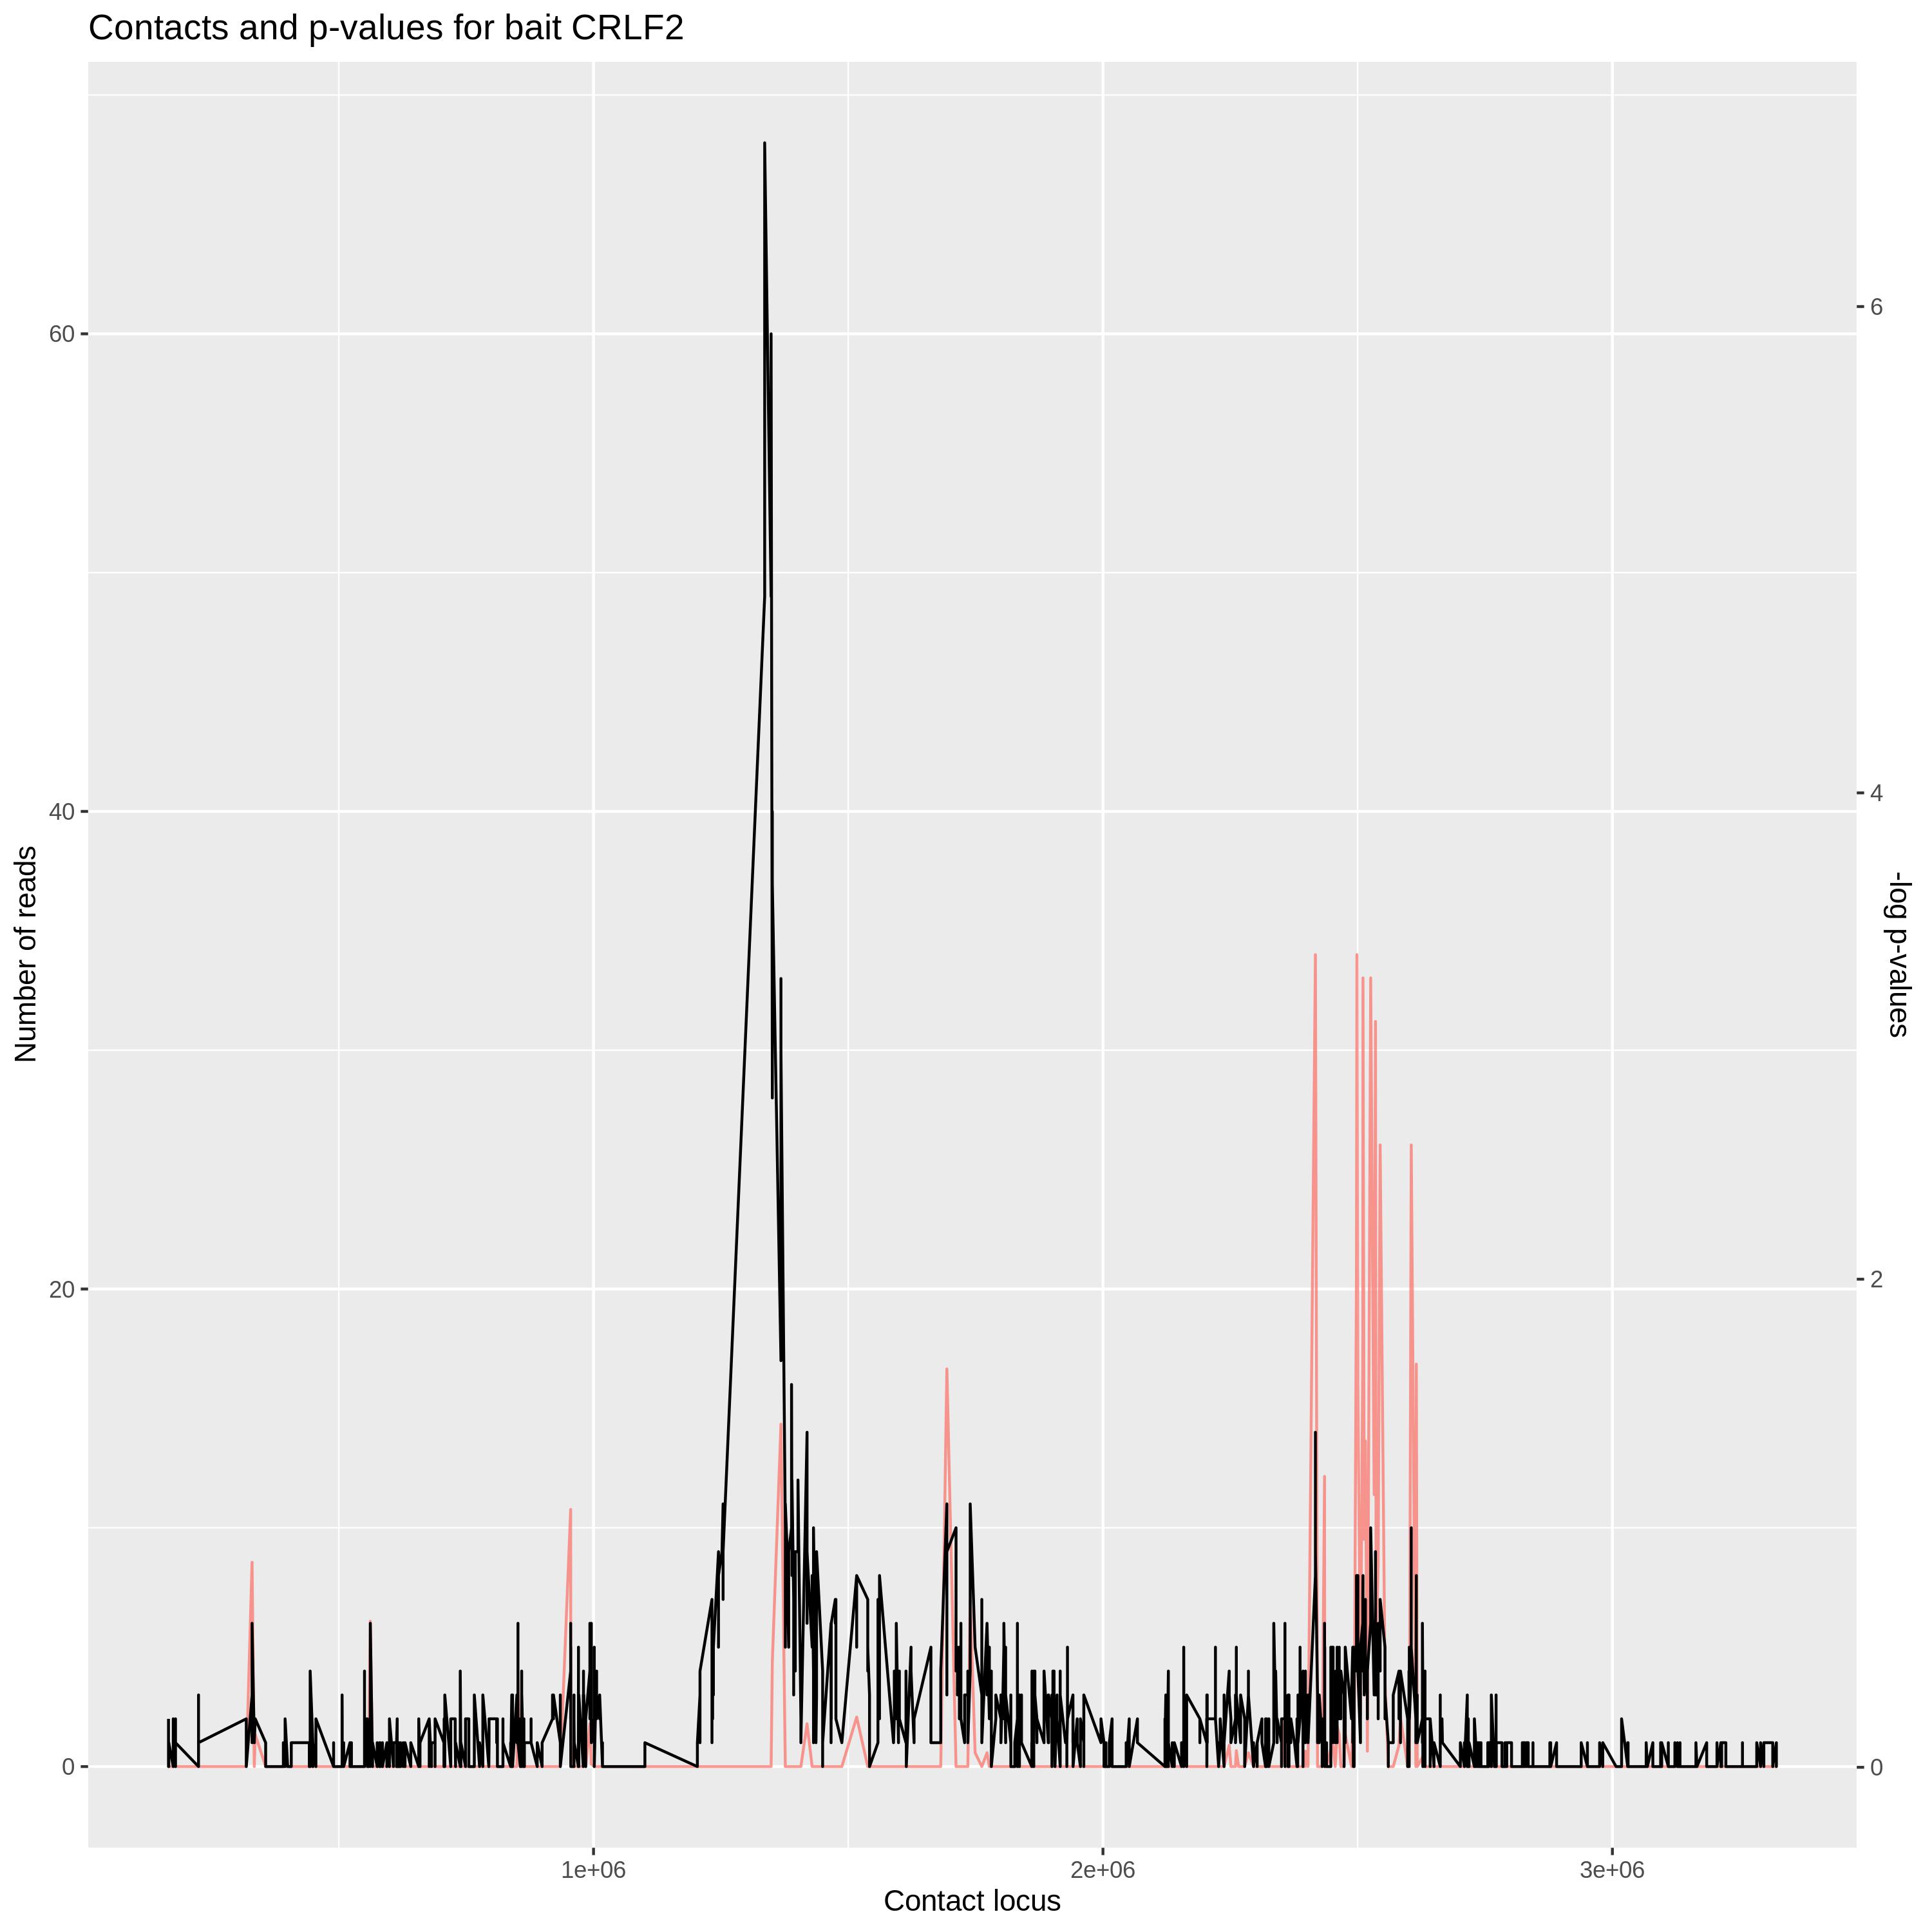 Contacts and p-values for bait CRLF2
60
40
20
0
Number of reads
6
4
2
0
-log p-values
1e+06 2e+06 3e+06
Contact locus